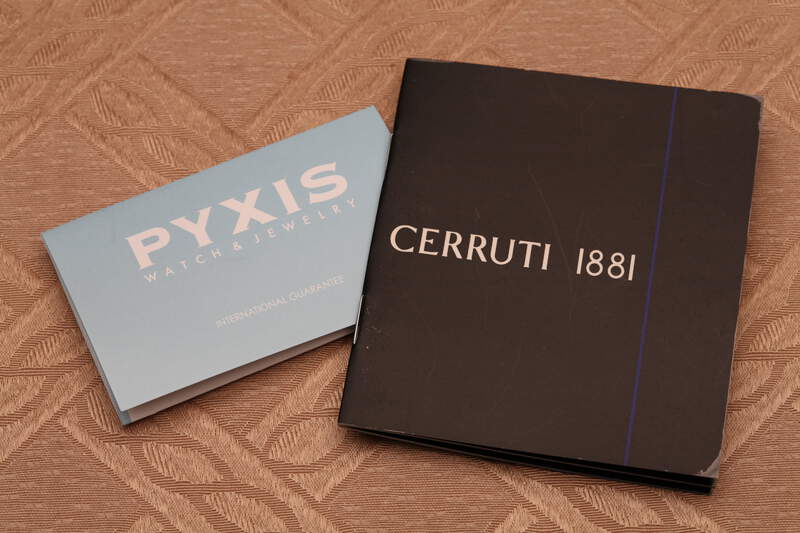 PYXIS
WATCH & JEWELRY
INTERNATIONAL GUARANTEE
CERRUTI 1881